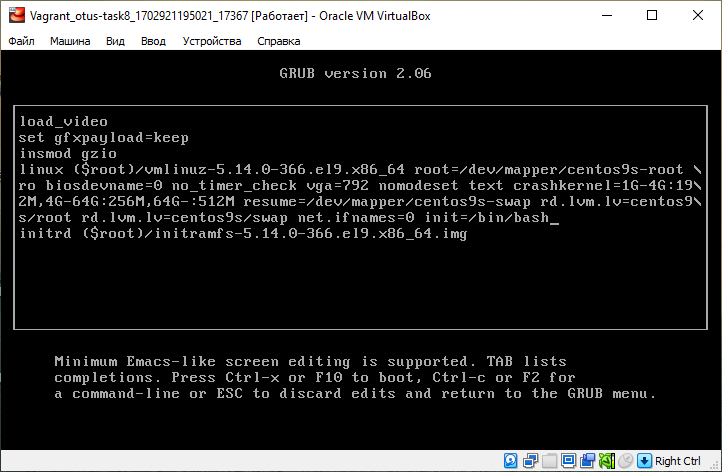 Vagrant_otus-task8_1702921195021_17367 [Работает] - Oracle VM VirtualBox
Файл Машина Вид Ввод Устройства Справка
GRUB version 2.06
load_video
set gfxpayload=keep
insmod gzio
linux ($root)/vmlinuz-5.14.0-366.el9.x86_64 root=/dev/mapper/centos9s-root \
ro biosdevname=0 no_timer_check vga=792 nomodeset text crashkernel=1G-4G:19\
2M,4G-64G:256M,64G-:512M resume=/dev/mapper/centos9s-swap rd.lvm.lv=centos9\
s/root rd.lvm.lv=centos9s/swap net.ifnames=0 init=/bin/bash_
initrd ($root)/initramfs-5.14.0-366.el9.x86_64.img
Minimum Emacs-like screen editing is supported. TAB lists
completions. Press Ctrl-x or F10 to boot, Ctrl-c or F2 for
a command-line or ESC to discard edits and return to the GRUB menu.
Right Ctrl